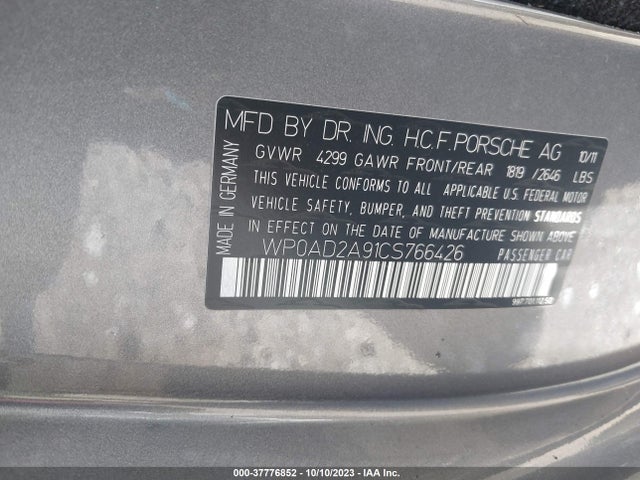 MFD BY DR. ING. H.C.F. PORSCHE AG 10/11
GVWR 4299 GAWR FRONT/REAR 1819 /2646 LBS
THIS VEHICLE CONFORMS TO ALL APPLICABLE U.S. FEDERAL MOTOR
VEHICLE SAFETY, BUMPER, AND THEFT PREVENTION STANDARDS
IN EFFECT ON THE DATE OF MANUFACTURE SHOWN ABOVE
WP0AD2A91CS766426 PASSENGER CAR
MADE IN GERMANY
000-37776852 - 10/10/2023 - IAA Inc.